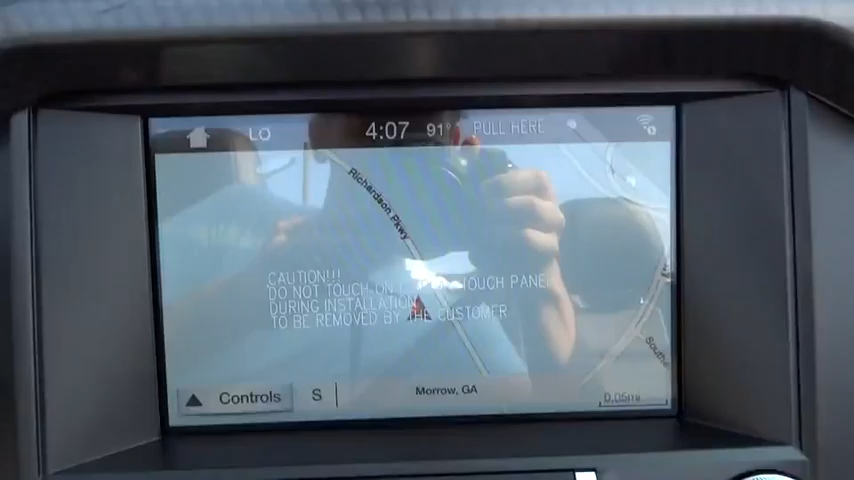 LO 4:07 91° PULL HERE
Richardson Pkwy
CAUTION!!!
DO NOT TOUCH ON TOUCH PANEL
DURING INSTALLATION
TO BE REMOVED BY THE CUSTOMER
Controls S Morrow, GA 0.05mi